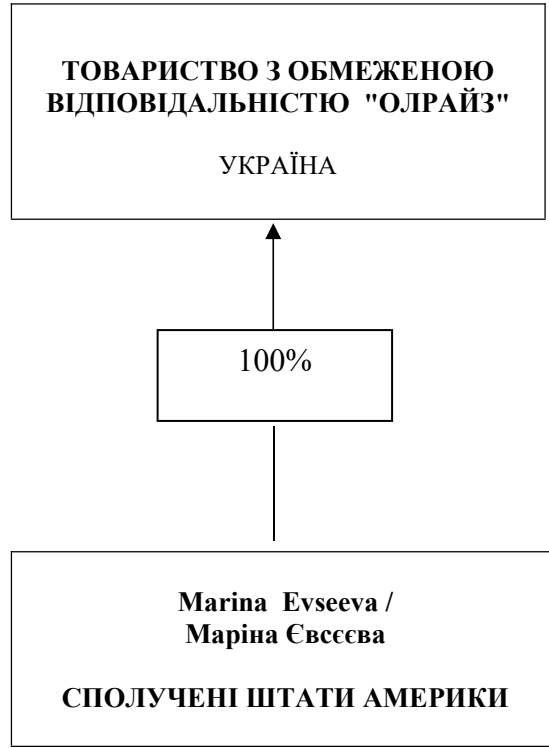 ТОВАРИСТВО З ОБМЕЖЕНОЮ
ВІДПОВІДАЛЬНІСТЮ "ОЛРАЙЗ"
УКРАЇНА
100%
Marina Evseeva /
Маріна Євсєєва
СПОЛУЧЕНІ ШТАТИ АМЕРИКИ